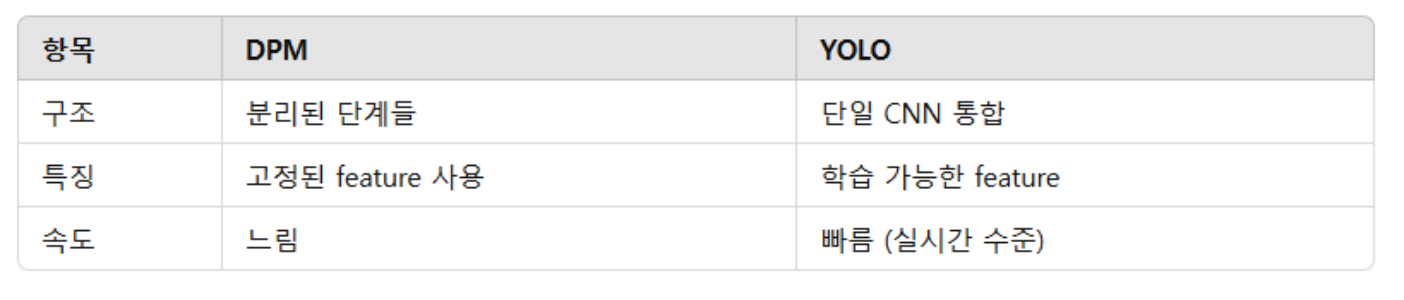 항목 DPM YOLO
구조 분리된 단계들 단일 CNN 통합
특징 고정된 feature 사용 학습 가능한 feature
속도 느림 빠름 (실시간 수준)